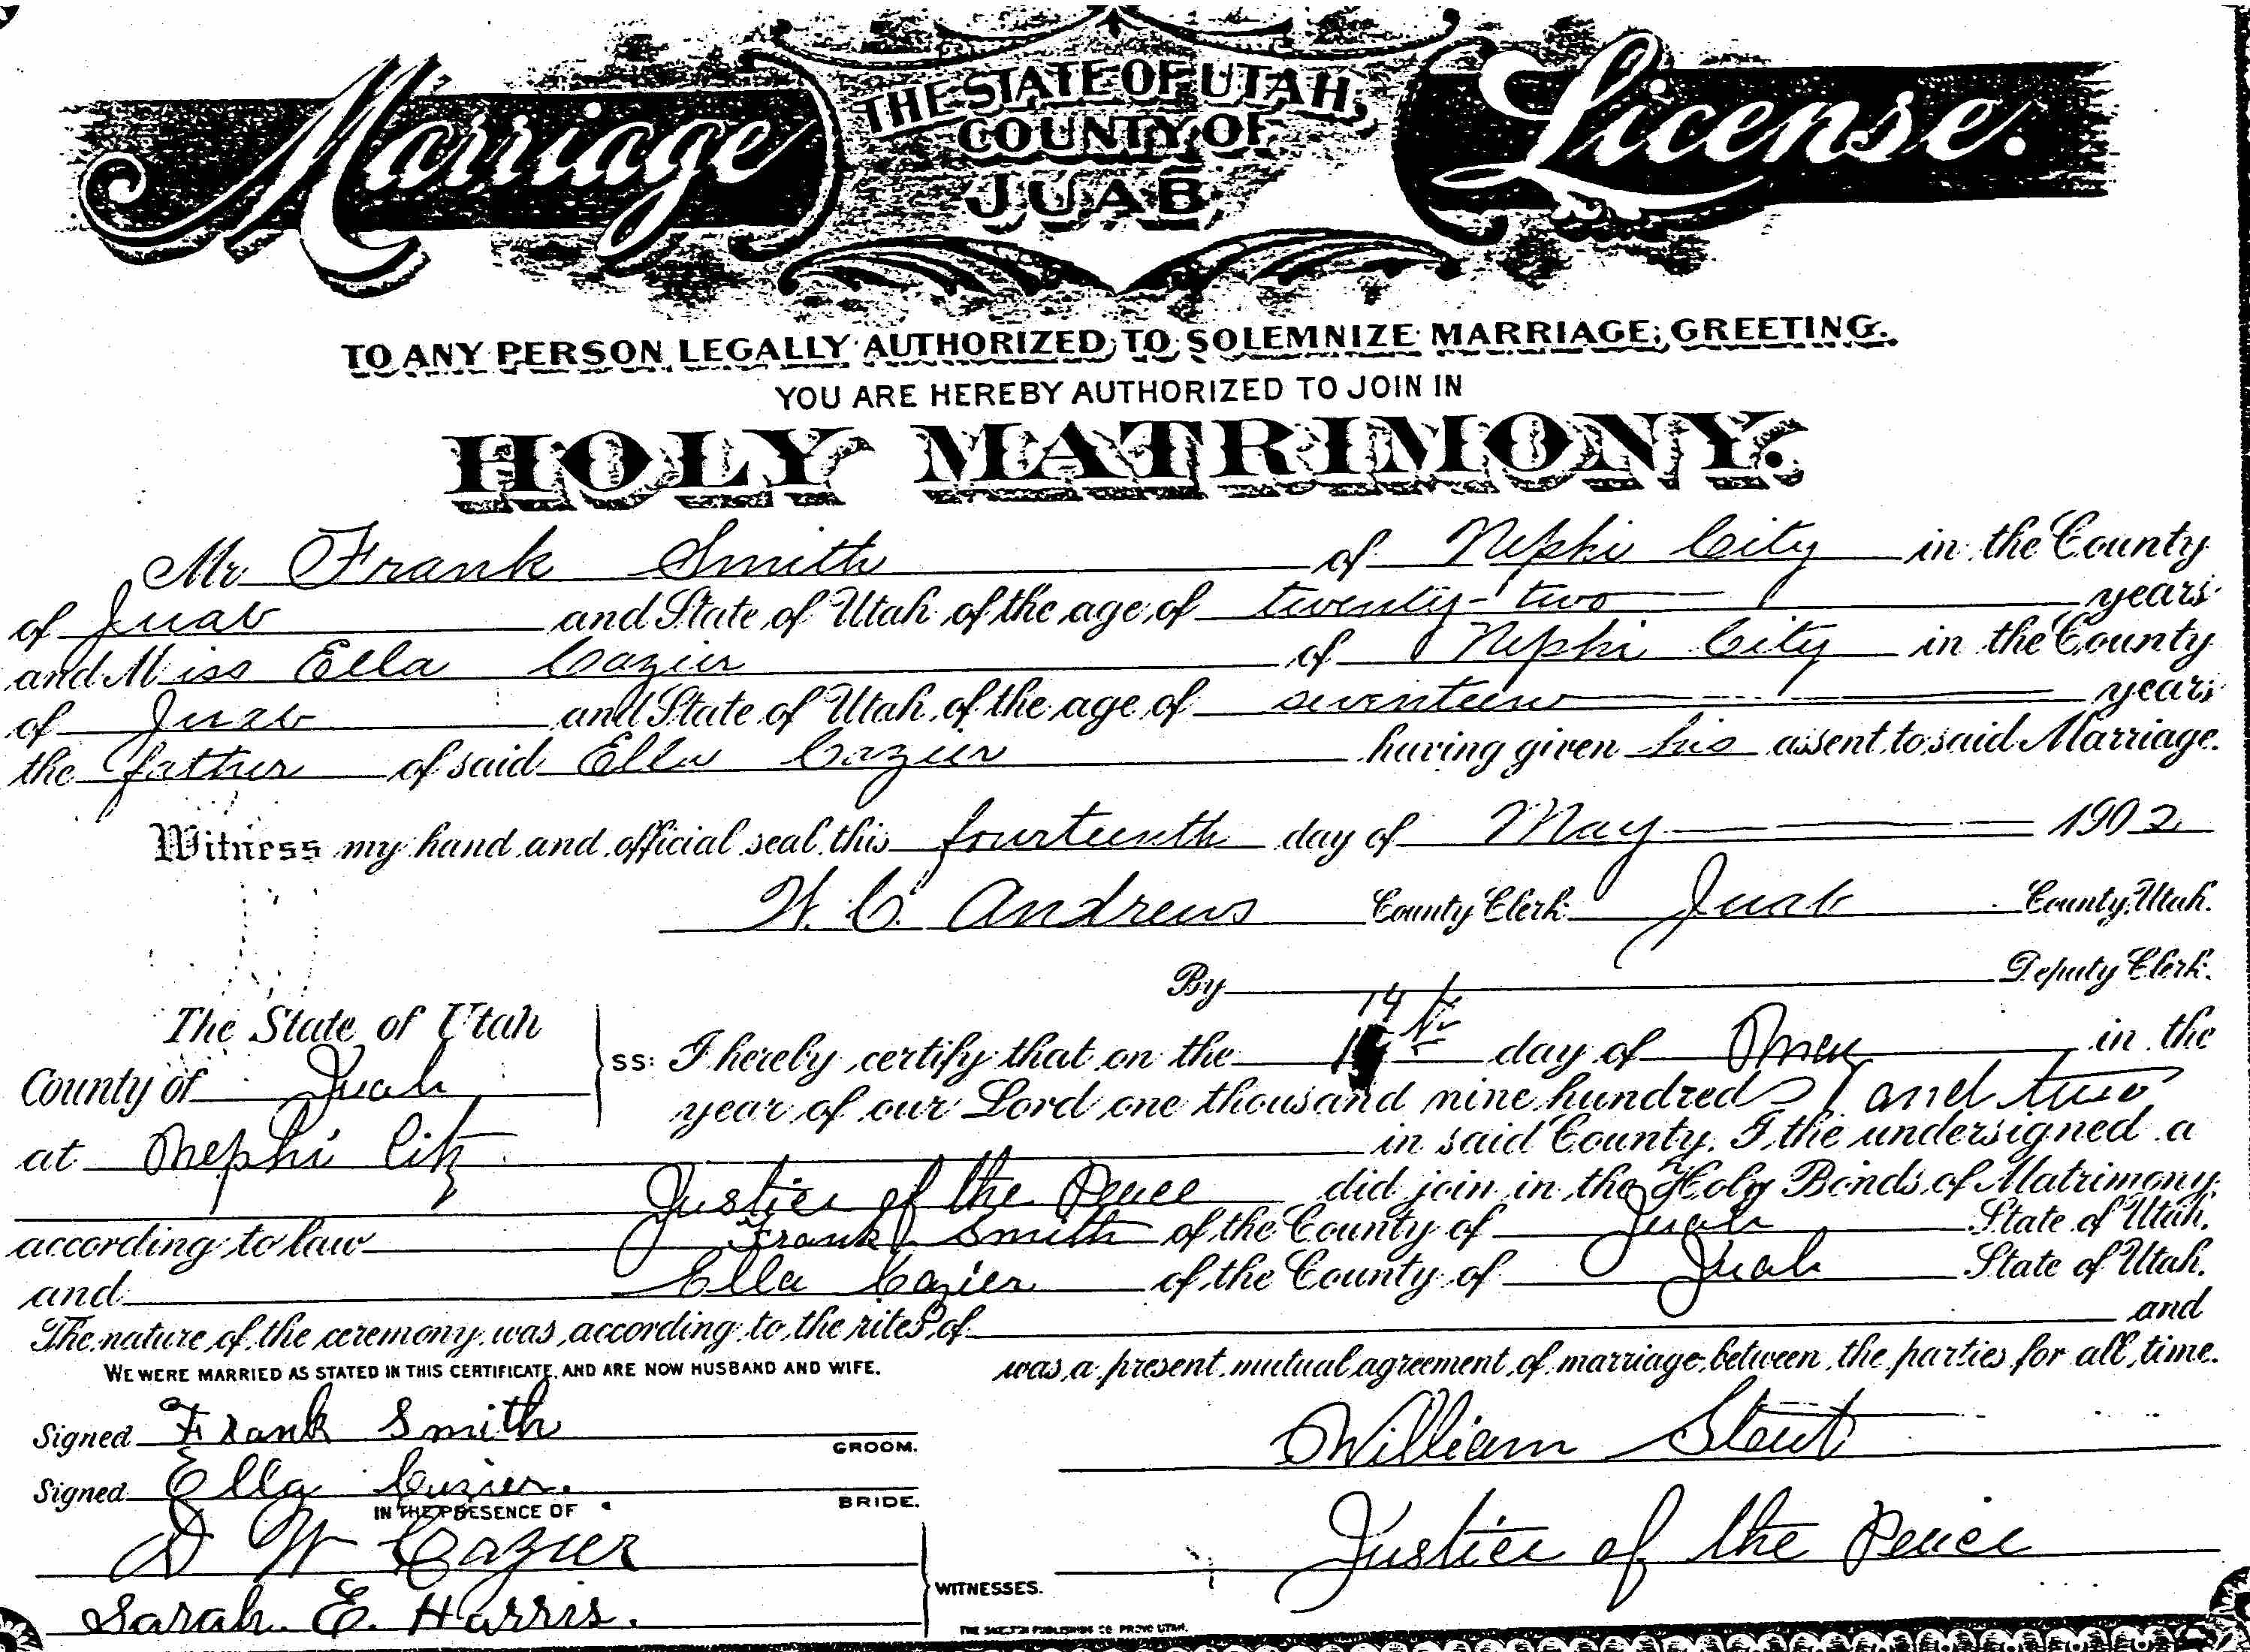 Marriage License.
THE STATE OF UTAH,
COUNTY OF
JUAB
TO ANY PERSON LEGALLY AUTHORIZED TO SOLEMNIZE MARRIAGE; GREETING.
YOU ARE HEREBY AUTHORIZED TO JOIN IN
HOLY MATRIMONY.
Mr Frank Smith of Nephi City in the County
of Juab and State of Utah of the age of twenty-two years
and Miss Ella Cazier of Nephi City in the County
of Juab and State of Utah, of the age of seventeen years
the father of said Ella Cazier having given his assent to said Marriage.
Witness my hand and official seal this fourteenth day of May 1902
W. C. Andrews County Clerk Juab County, Utah.
By Deputy Clerk.
The State of Utah
County of Juab
ss: I hereby certify that on the 14th day of May in the
year of our Lord one thousand nine hundred and two
at Nephi City in said County, I, the undersigned a
Justice of the Peace did join in the Holy Bonds of Matrimony
according to law Frank Smith of the County of Juab State of Utah.
and Ella Cazier of the County of Juab State of Utah.
The nature of the ceremony was according to the rites of and
was a present mutual agreement of marriage between the parties for all time.
WE WERE MARRIED AS STATED IN THIS CERTIFICATE, AND ARE NOW HUSBAND AND WIFE.
Signed Frank Smith GROOM.
Signed Ella Cazier. BRIDE.
IN THE PRESENCE OF
D W Cazier
Sarah E. Harris.
WITNESSES.
William Stout
Justice of the Peace
PUBLISHING CO PROVO UTAH.